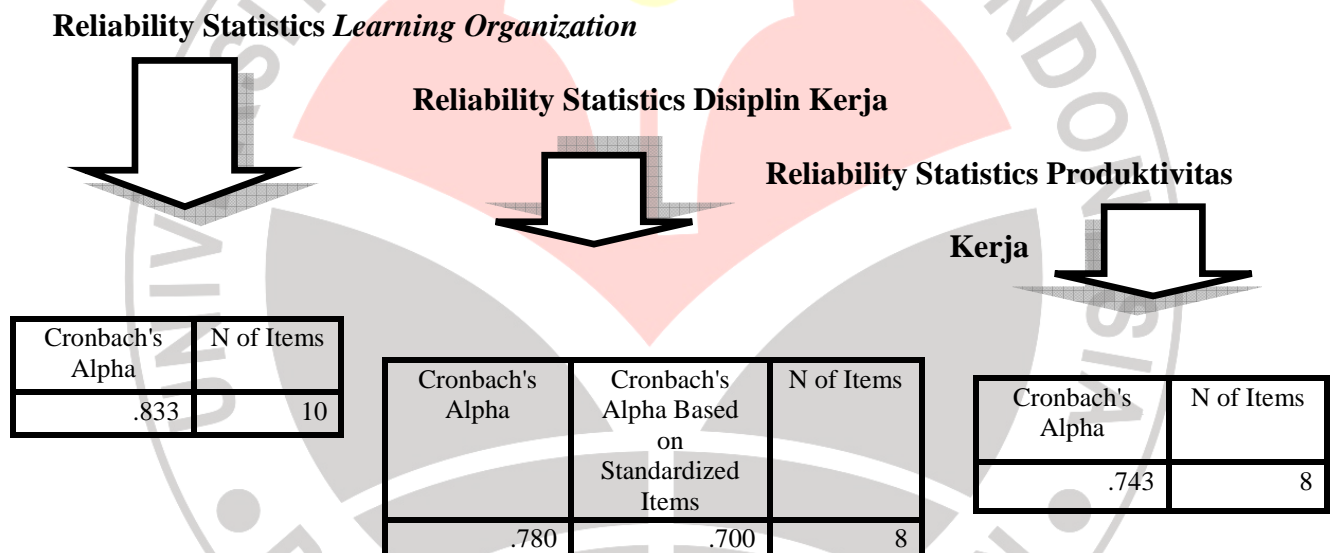 Reliability Statistics Learning Organization
Reliability Statistics Disiplin Kerja
Reliability Statistics Produktivitas
Kerja
Cronbach's
Alpha
N of Items
.833
10
Cronbach's
Alpha
Cronbach's
Alpha Based
on
Standardized
Items
N of Items
.780
.700
8
Cronbach's
Alpha
N of Items
.743
8